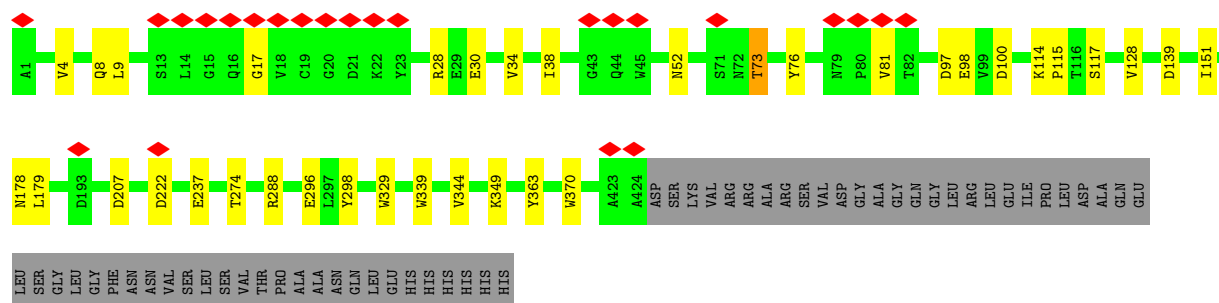 A1 V4 Q8 L9 S13 L14 G15 Q16 G17 V18 C19 G20 D21 K22 Y23 R28 E29 E30 V34 I38 G43 Q44 W45 N52 S71 N72 T73 Y76 N79 P80 V81 T82 D97 E98 V99 D100 K114 P115 T116 S117 V128 D139 I151
N178 L179 D193 D207 D222 E237 T274 R288 E296 L297 Y298 W329 W339 V344 K349 Y363 W370 A423 A424 ASP SER LYS VAL ARG ARG ALA ARG SER VAL ASP GLY ALA GLY GLN GLY LEU ARG LEU GLU ILE PRO LEU ASP ALA GLN GLU
LEU SER GLY LEU GLY PHE ASN ASN VAL SER LEU SER VAL THR PRO ALA ALA ASN GLN LEU GLU HIS HIS HIS HIS HIS HIS